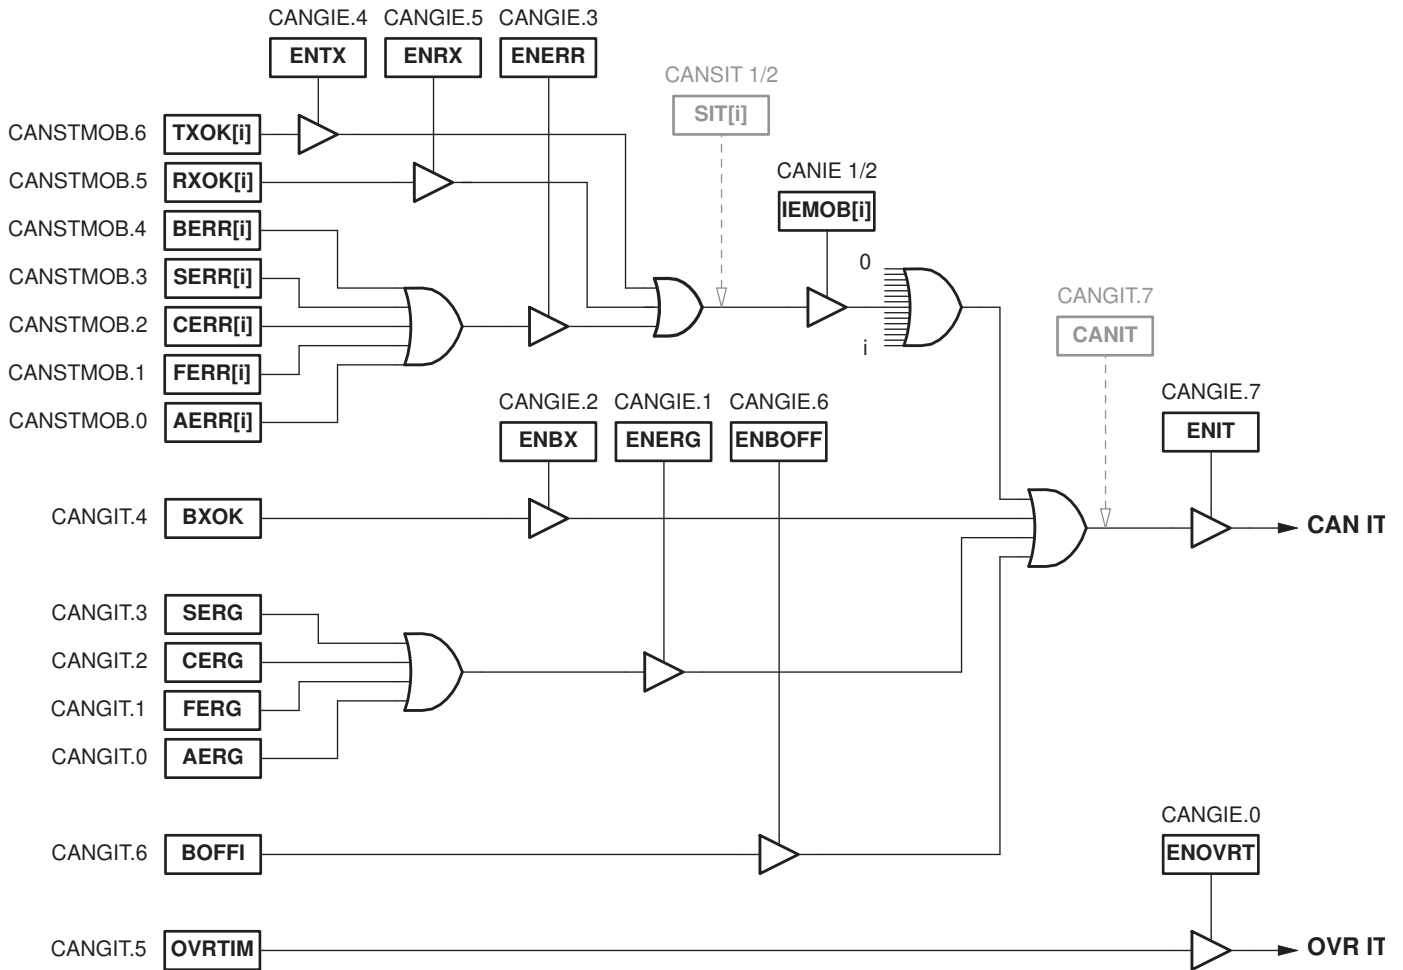 CANGIE.4 CANGIE.5 CANGIE.3
ENTX ENRX ENERR
CANSIT 1/2
SIT[i]
CANSTMOB.6 TXOK[i]
CANIE 1/2
CANSTMOB.5 RXOK[i]
IEMOB[i]
CANSTMOB.4 BERR[i]
0
CANSTMOB.3 SERR[i]
CANGIT.7
CANSTMOB.2 CERR[i]
CANIT
i
CANSTMOB.1 FERR[i]
CANGIE.2 CANGIE.1 CANGIE.6
CANGIE.7
CANSTMOB.0 AERR[i]
ENBX ENERG ENBOFF
ENIT
CANGIT.4 BXOK
CAN IT
CANGIT.3 SERG
CANGIT.2 CERG
CANGIT.1 FERG
CANGIT.0 AERG
CANGIE.0
CANGIT.6 BOFFI
ENOVRT
CANGIT.5 OVRTIM
OVR IT